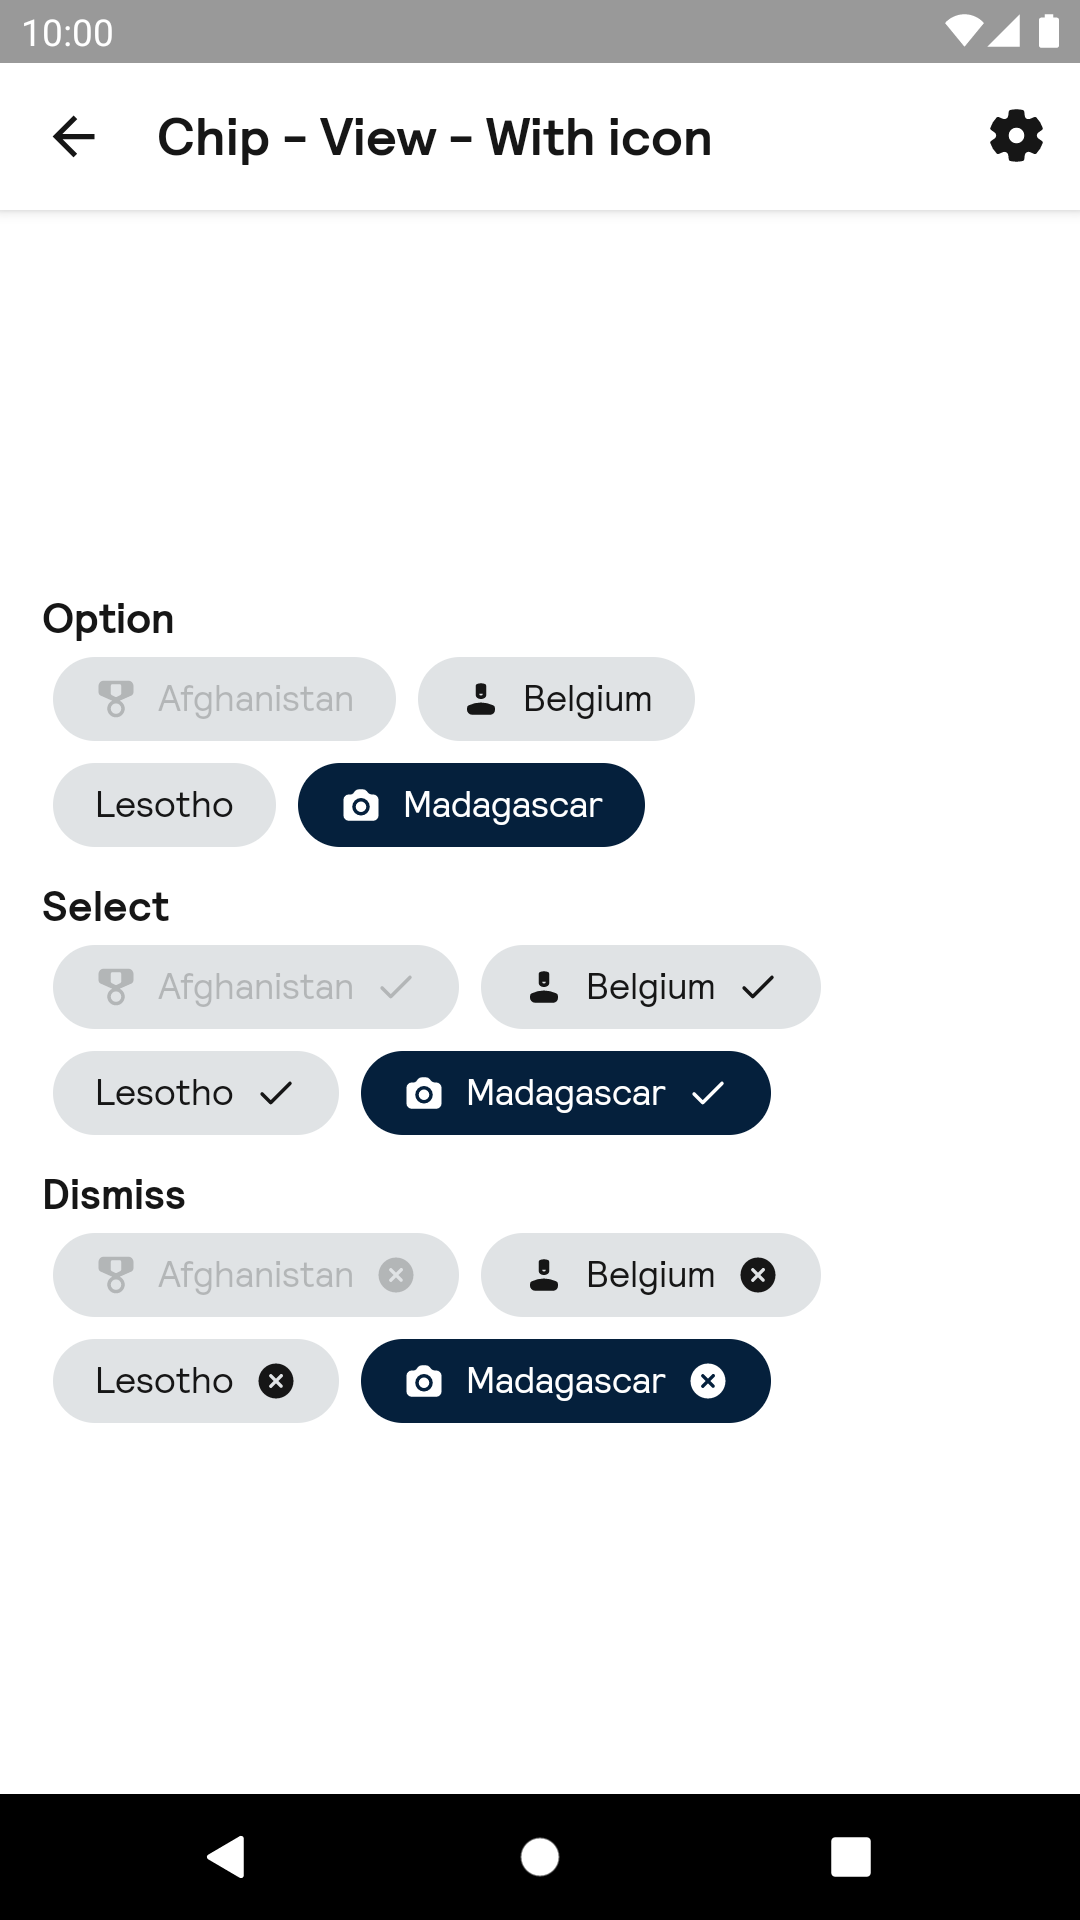 10:00
Chip - View - With icon
Option
Afghanistan Belgium
Lesotho Madagascar
Select
Afghanistan Belgium
Lesotho Madagascar
Dismiss
Afghanistan Belgium
Lesotho Madagascar